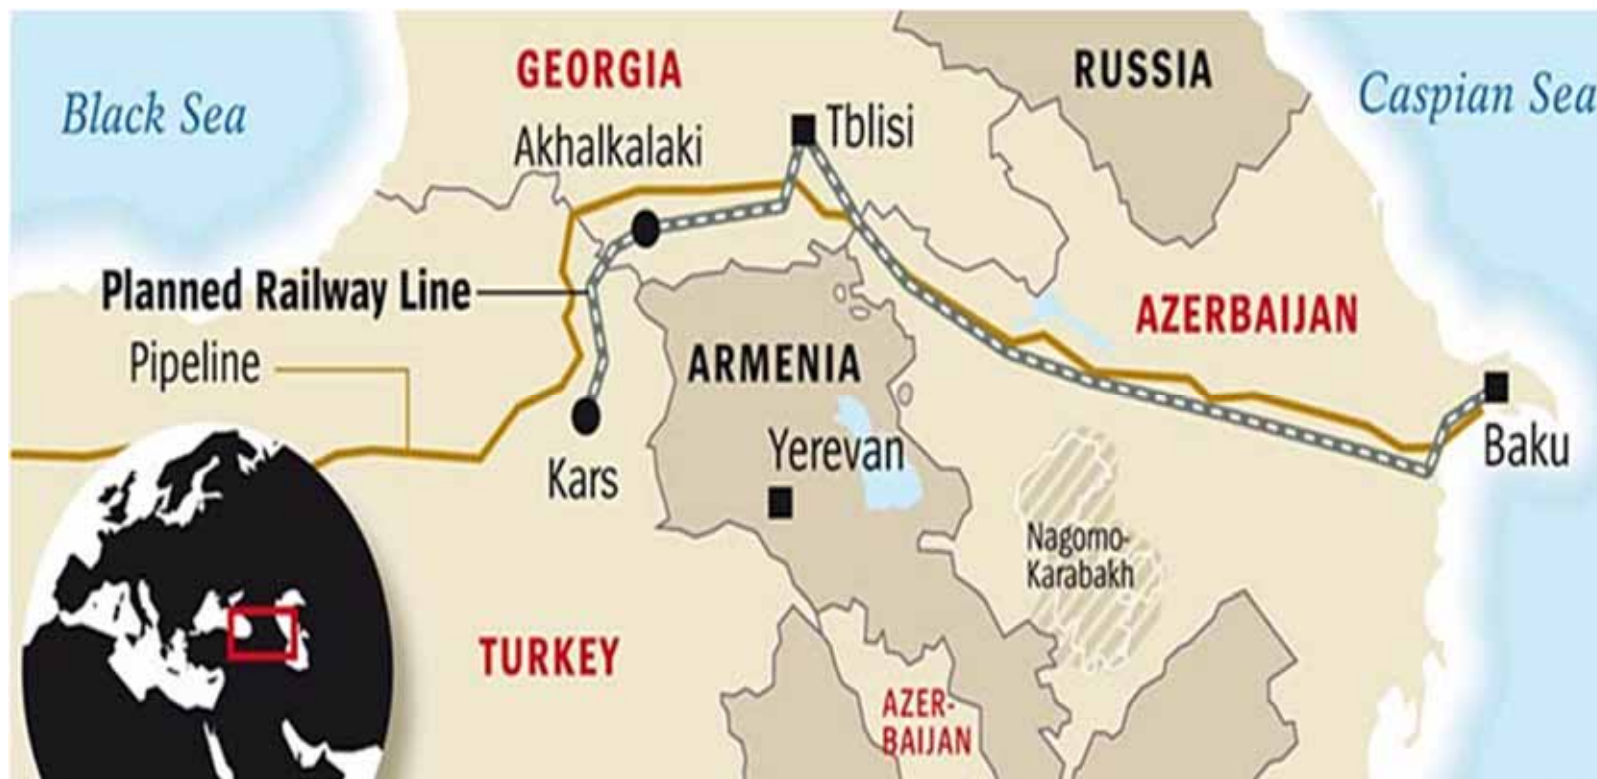 GEORGIA
RUSSIA
Black Sea
Caspian Sea
Akhalkalaki
Tblisi
Planned Railway Line
AZERBAIJAN
Pipeline
ARMENIA
Yerevan
Baku
Kars
Nagorno-
Karabakh
TURKEY
AZER-
BAIJAN